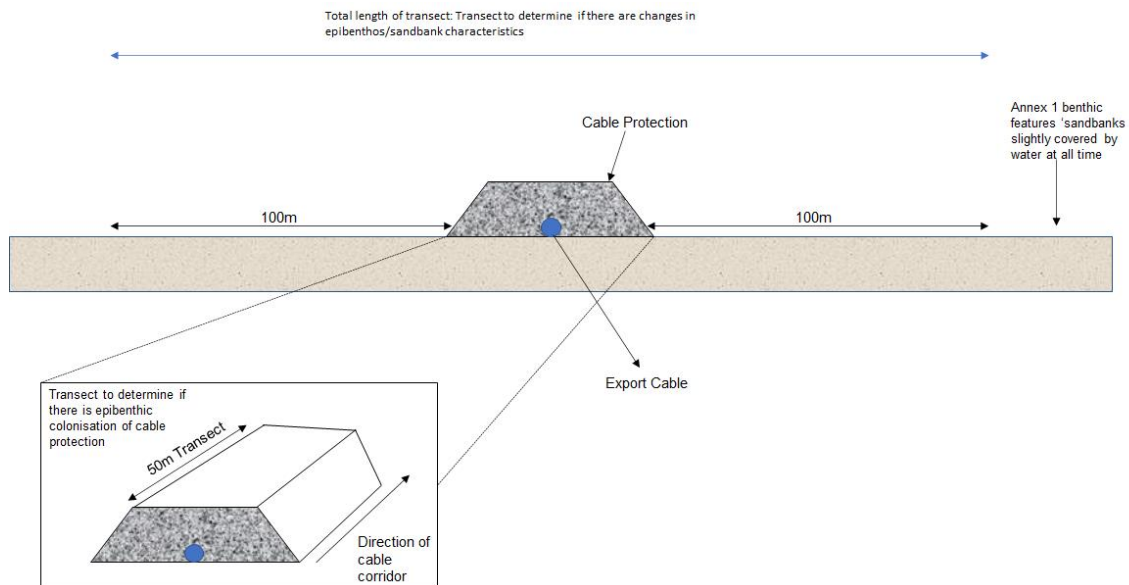 Total length of transect: Transect to determine if there are changes in
epibenthos/sandbank characteristics
Annex 1 benthic
features 'sandbanks
slightly covered by
water at all time
Cable Protection
100m
100m
Export Cable
Transect to determine if
there is epibenthic
colonisation of cable
protection
50m Transect
Direction of
cable
corridor